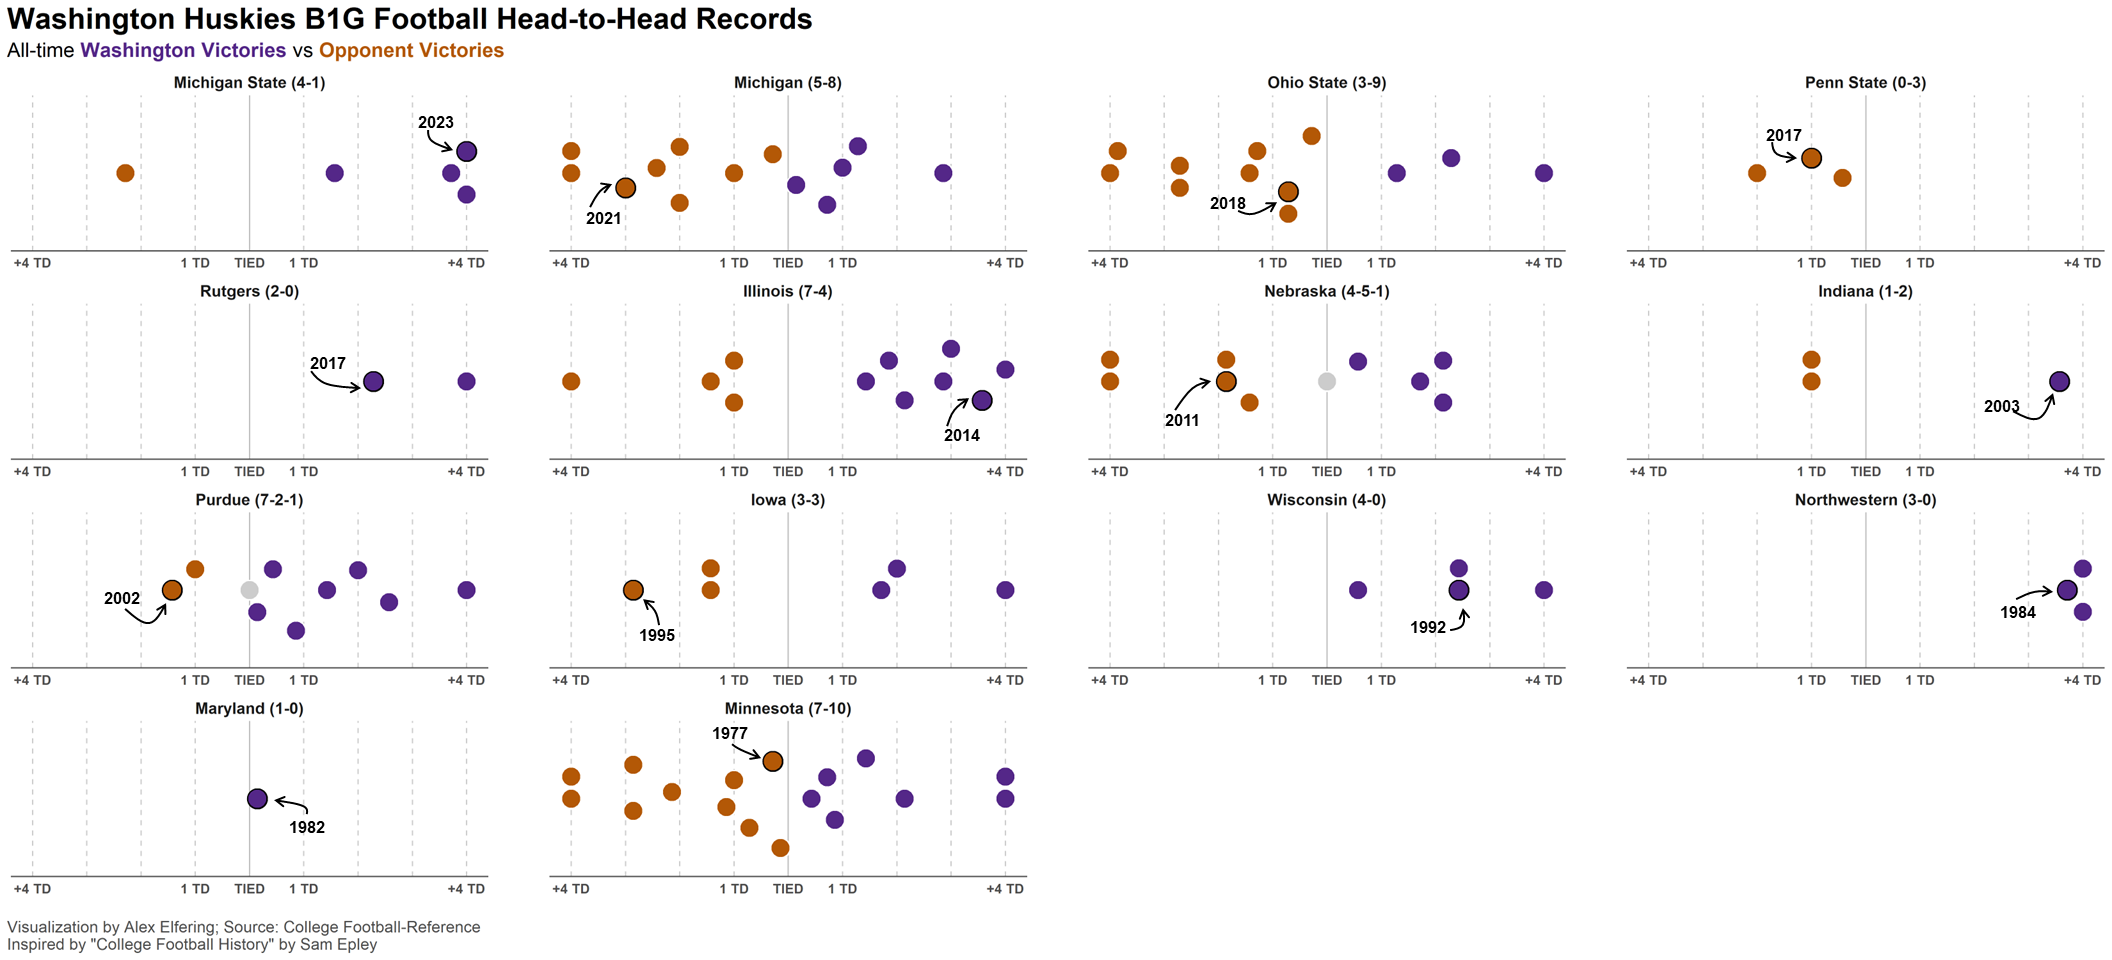 Washington Huskies B1G Football Head-to-Head Records
All-time Washington Victories vs Opponent Victories
Michigan State (4-1)
2023
+4 TD 1 TD TIED 1 TD +4 TD
Michigan (5-8)
2021
+4 TD 1 TD TIED 1 TD +4 TD
Ohio State (3-9)
2018
+4 TD 1 TD TIED 1 TD +4 TD
Penn State (0-3)
2017
+4 TD 1 TD TIED 1 TD +4 TD
Rutgers (2-0)
2017
+4 TD 1 TD TIED 1 TD +4 TD
Illinois (7-4)
2014
+4 TD 1 TD TIED 1 TD +4 TD
Nebraska (4-5-1)
2011
+4 TD 1 TD TIED 1 TD +4 TD
Indiana (1-2)
2003
+4 TD 1 TD TIED 1 TD +4 TD
Purdue (7-2-1)
2002
+4 TD 1 TD TIED 1 TD +4 TD
Iowa (3-3)
1995
+4 TD 1 TD TIED 1 TD +4 TD
Wisconsin (4-0)
1992
+4 TD 1 TD TIED 1 TD +4 TD
Northwestern (3-0)
1984
+4 TD 1 TD TIED 1 TD +4 TD
Maryland (1-0)
1982
+4 TD 1 TD TIED 1 TD +4 TD
Minnesota (7-10)
1977
+4 TD 1 TD TIED 1 TD +4 TD
Visualization by Alex Elfering; Source: College Football-Reference
Inspired by "College Football History" by Sam Epley